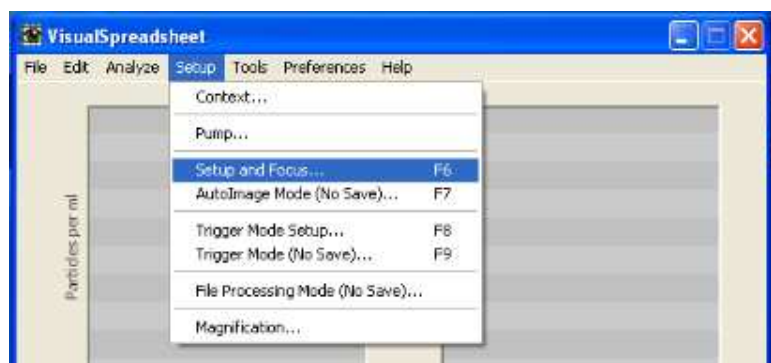 VisualSpreadsheet
File Edit Analyze Setup Tools Preferences Help
Context...
Pump...
Setup and Focus... F6
AutoImage Mode (No Save)... F7
Trigger Mode Setup... F8
Trigger Mode (No Save)... F9
File Processing Mode (No Save)...
Magnification...
Particles per ml